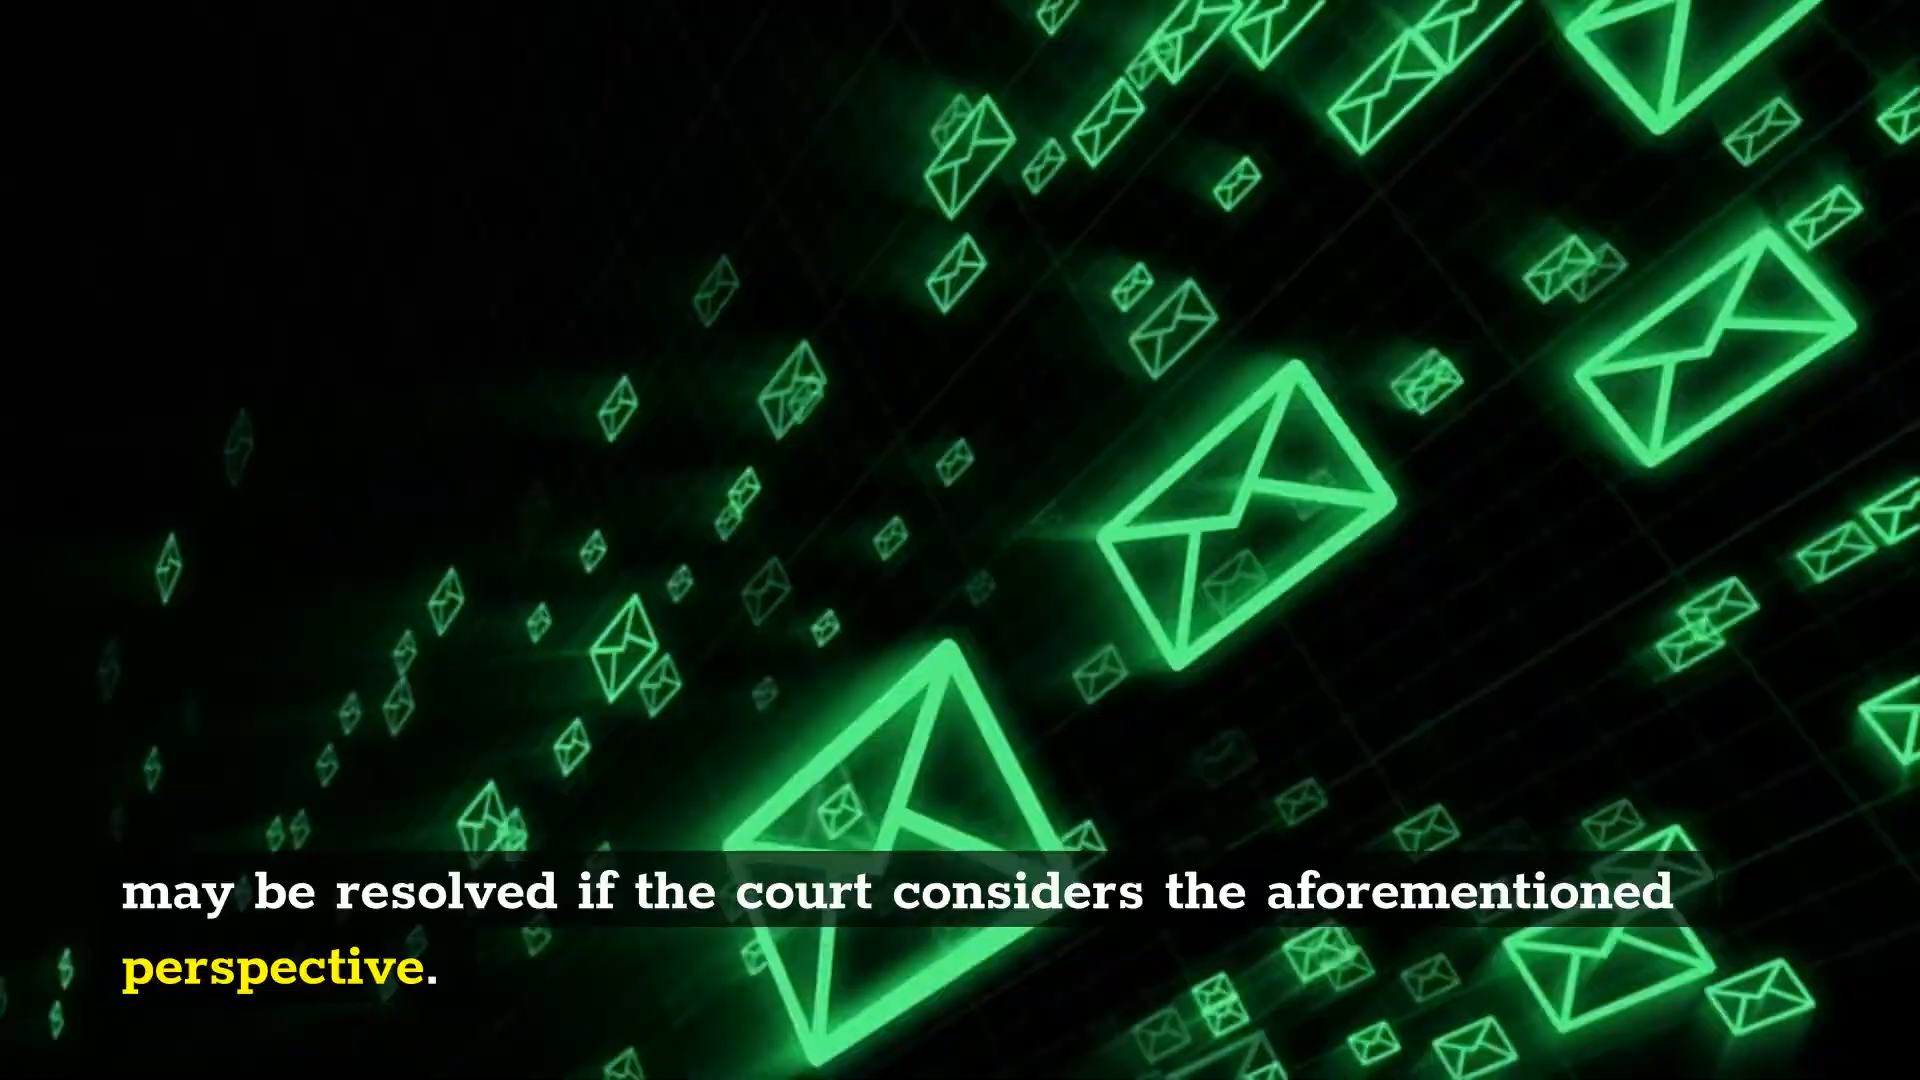 may be resolved if the court considers the aforementioned
perspective.